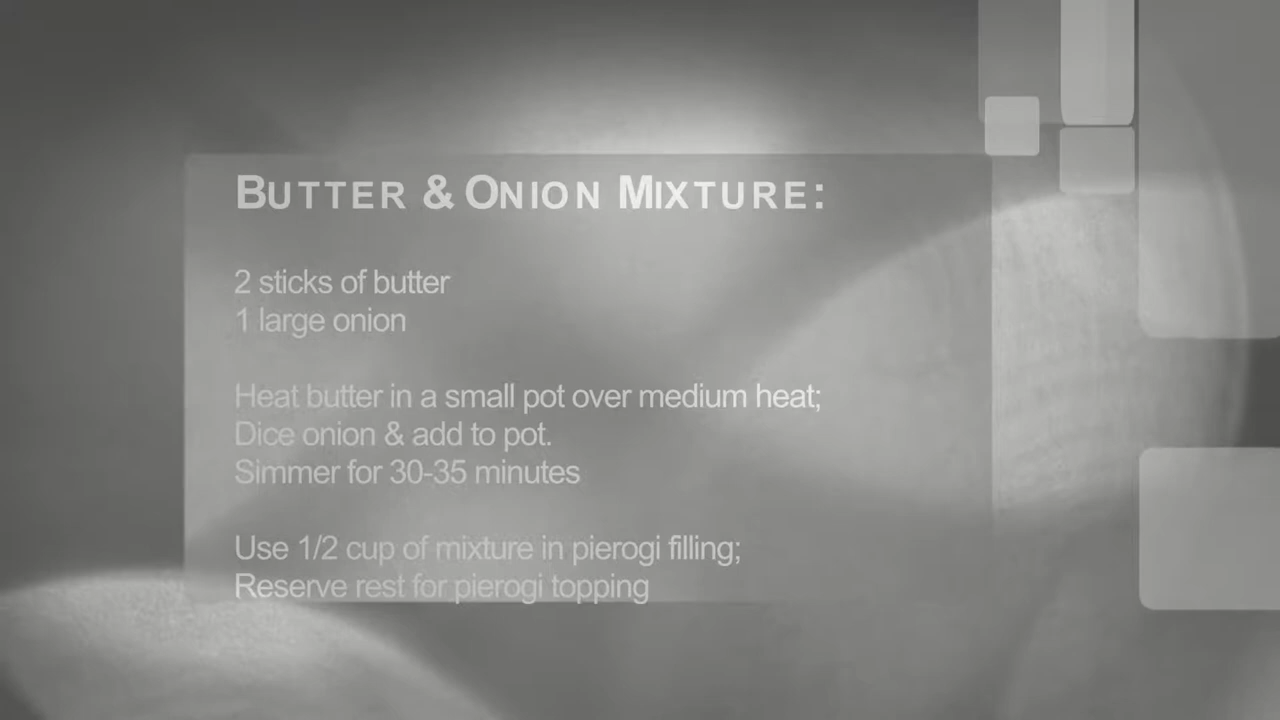 BUTTER & ONION MIXTURE:
2 sticks of butter
1 large onion
Heat butter in a small pot over medium heat;
Dice onion & add to pot.
Simmer for 30-35 minutes
Use 1/2 cup of mixture in pierogi filling;
Reserve rest for pierogi topping